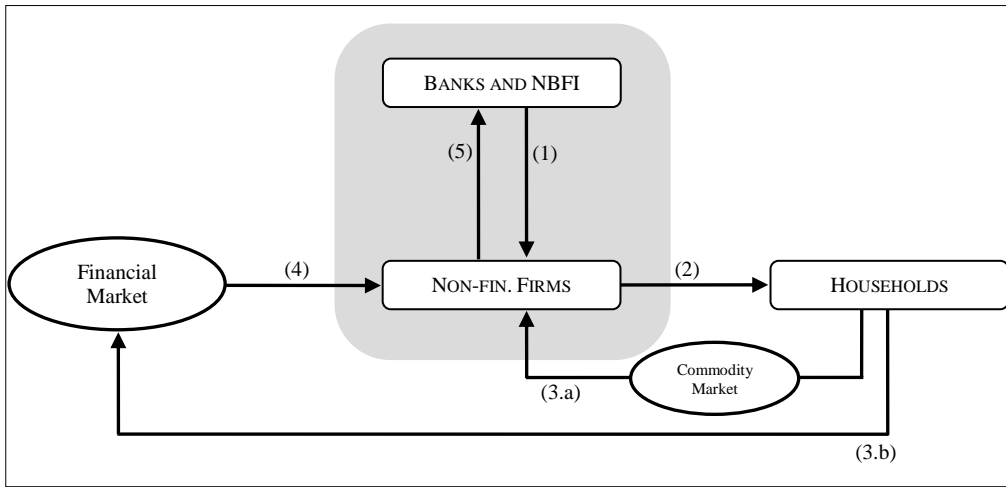 BANKS AND NBFI
(5)
(1)
Financial
Market
(4)
NON-FIN. FIRMS
(2)
HOUSEHOLDS
(3.a)
Commodity
Market
(3.b)